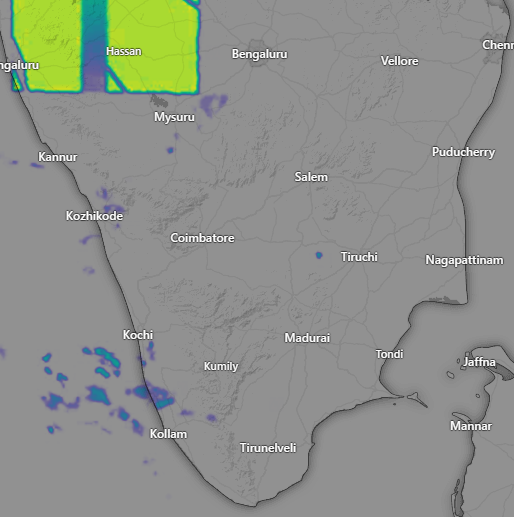 Hassan
Bengaluru
Chenn
ngaluru
Vellore
Mysuru
Kannur
Puducherry
Salem
Kozhikode
Coimbatore
Tiruchi
Nagapattinam
Kochi
Madurai
Tondi
Kumily
Jaffna
Mannar
Kollam
Tirunelveli